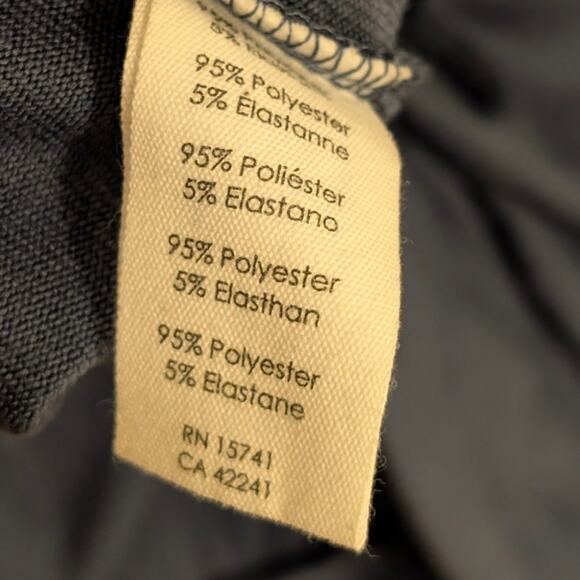 95% Polyester
5% Élastanne
95% Poliéster
5% Elastano
95% Polyester
5% Elasthan
95% Polyester
5% Elastane
RN 15741
CA 42241